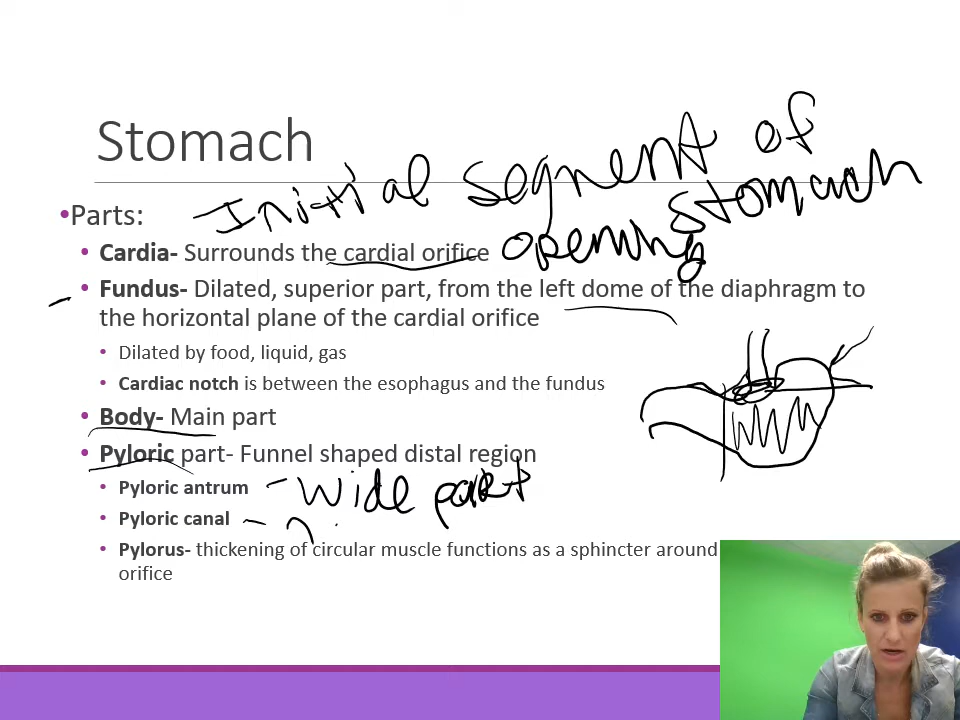 Stomach
Initial segment of
stomach
opening
•Parts:
• Cardia- Surrounds the cardial orifice
• Fundus- Dilated, superior part, from the left dome of the diaphragm to
the horizontal plane of the cardial orifice
• Dilated by food, liquid, gas
• Cardiac notch is between the esophagus and the fundus
• Body- Main part
• Pyloric part- Funnel shaped distal region
• Pyloric antrum - wide part
• Pyloric canal -
• Pylorus- thickening of circular muscle functions as a sphincter around
orifice